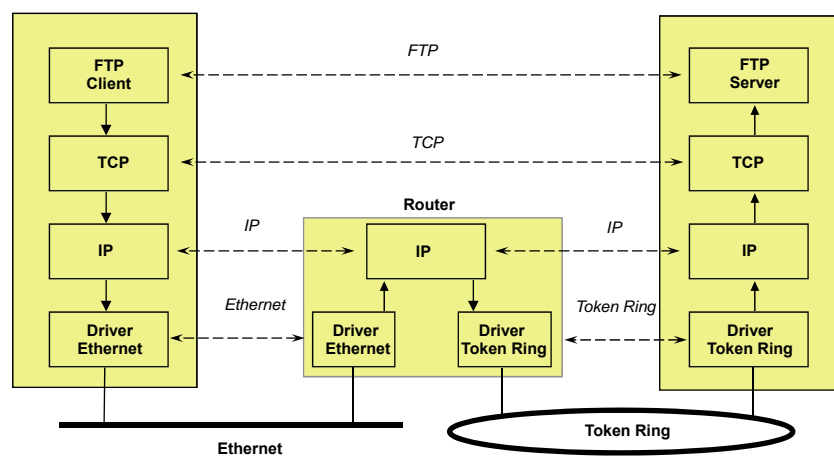 FTP
FTP
Client
FTP
Server
TCP
TCP
TCP
Router
IP
IP
IP
IP
IP
Ethernet
Token Ring
Driver
Ethernet
Driver
Ethernet
Driver
Token Ring
Driver
Token Ring
Ethernet
Token Ring